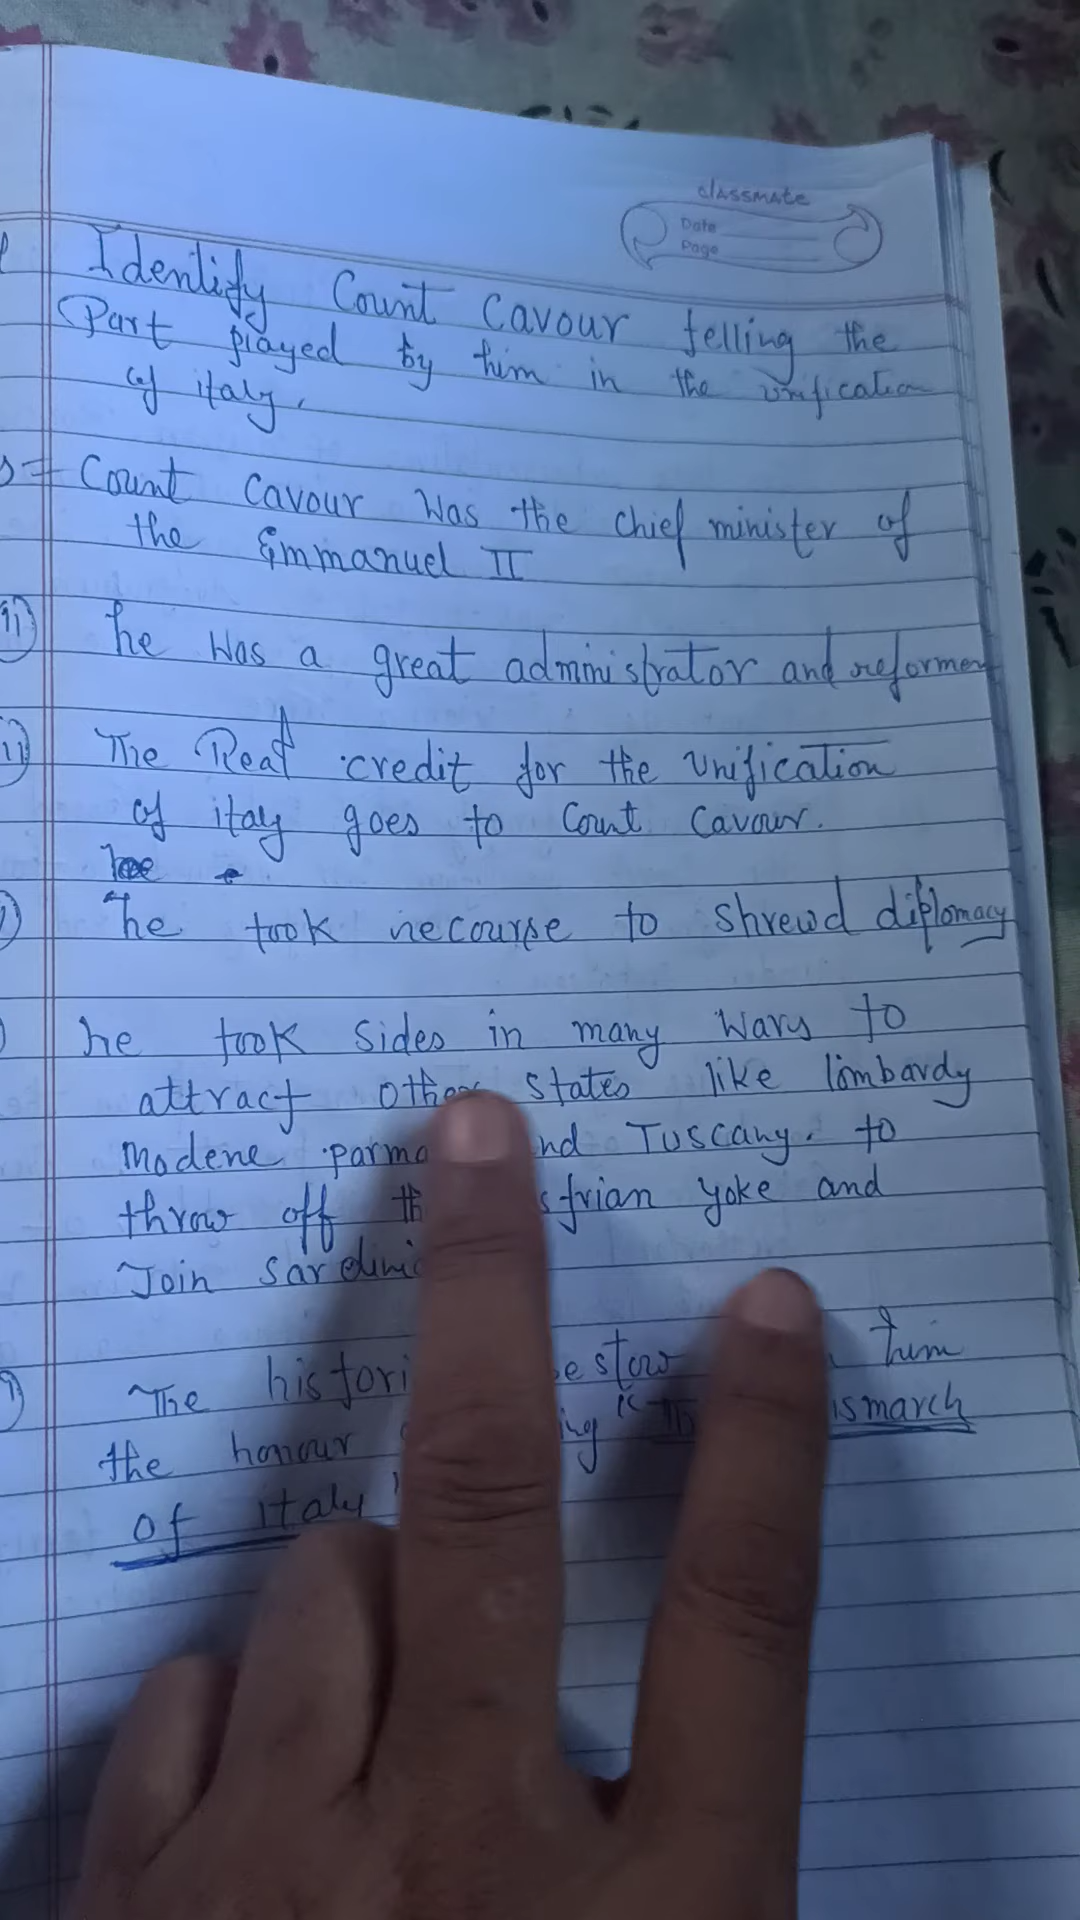 classmate
Date
Page
Identify Count Cavour telling the
Part played by him in the unification
of italy.
Count Cavour Was the Chief minister of
the Emmanuel II
ii) he was a great administrator and reformer
The Real credit for the Unification
of italy goes to Count Cavour.
he took recourse to shrewd diplomacy
he took sides in many Wars to
attract other states like lombardy
Modene parma and Tuscany. to
throw off yoke and
Join
The him
the honour
of italy"